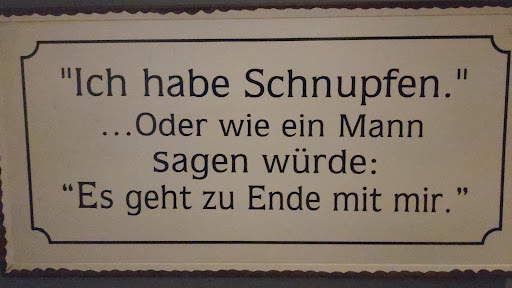 "Ich habe Schnupfen."
...Oder wie ein Mann
sagen würde:
“Es geht zu Ende mit mir.”